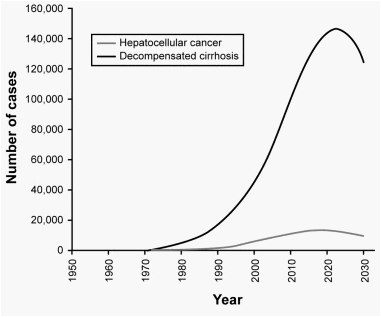 160,000
140,000
120,000
100,000
80,000
60,000
40,000
20,000
0
Number of cases
Hepatocellular cancer
Decompensated cirrhosis
1950 1960 1970 1980 1990 2000 2010 2020 2030
Year